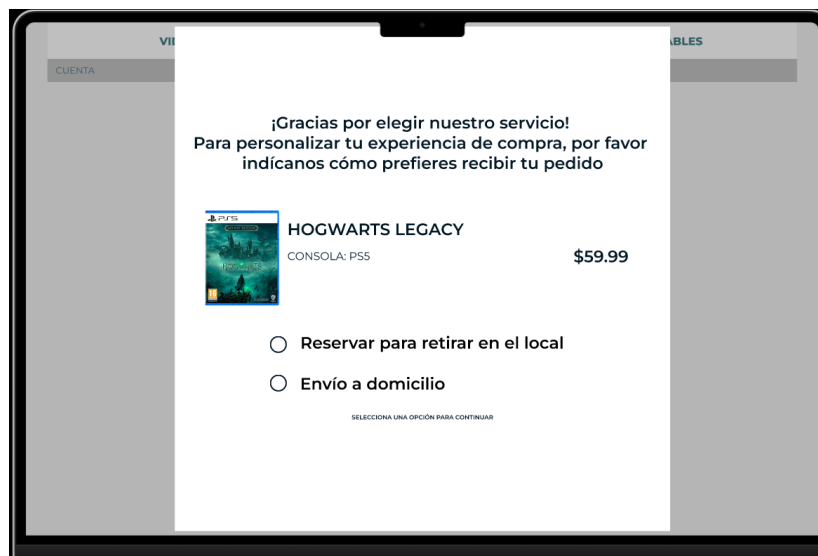 CUENTA
¡Gracias por elegir nuestro servicio!
Para personalizar tu experiencia de compra, por favor
indícanos cómo prefieres recibir tu pedido
PS5
HOGWARTS LEGACY
CONSOLA: PS5
$59.99
HOGWARTS
Reservar para retirar en el local
Envío a domicilio
SELECCIONA UNA OPCIÓN PARA CONTINUAR